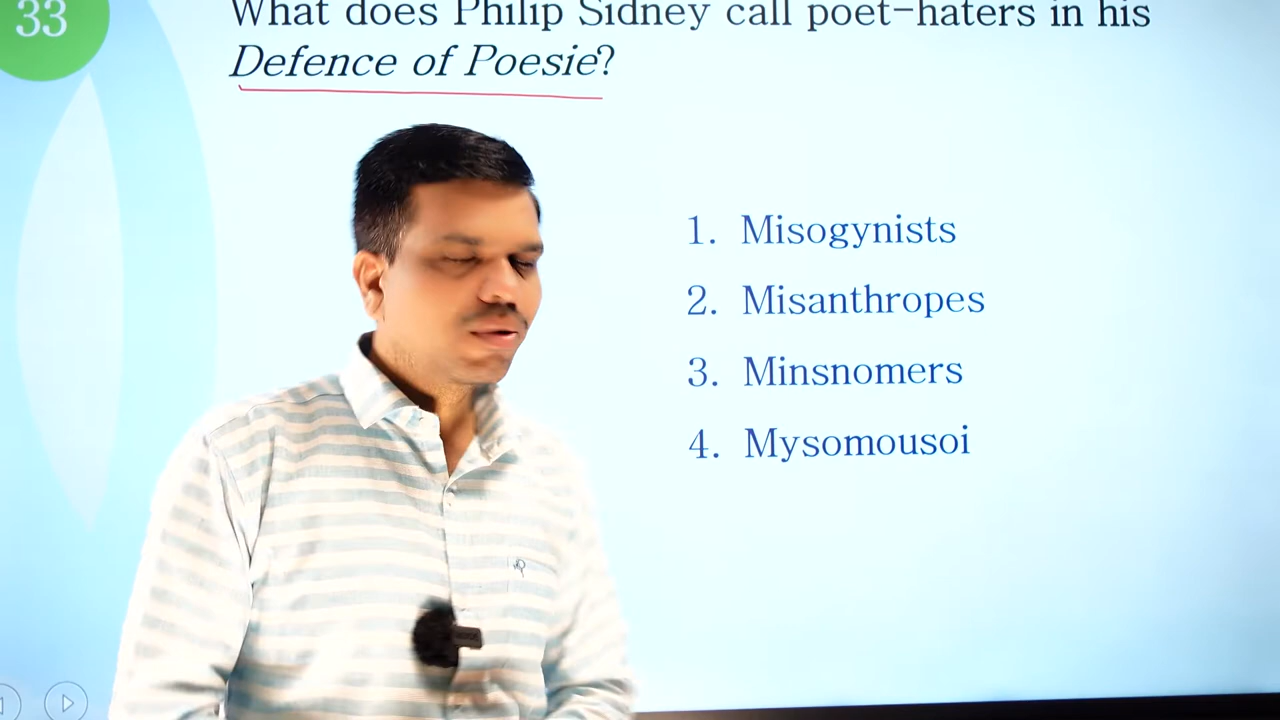 33
What does Philip Sidney call poet-haters in his
Defence of Poesie?
1. Misogynists
2. Misanthropes
3. Minsnomers
4. Mysomousoi